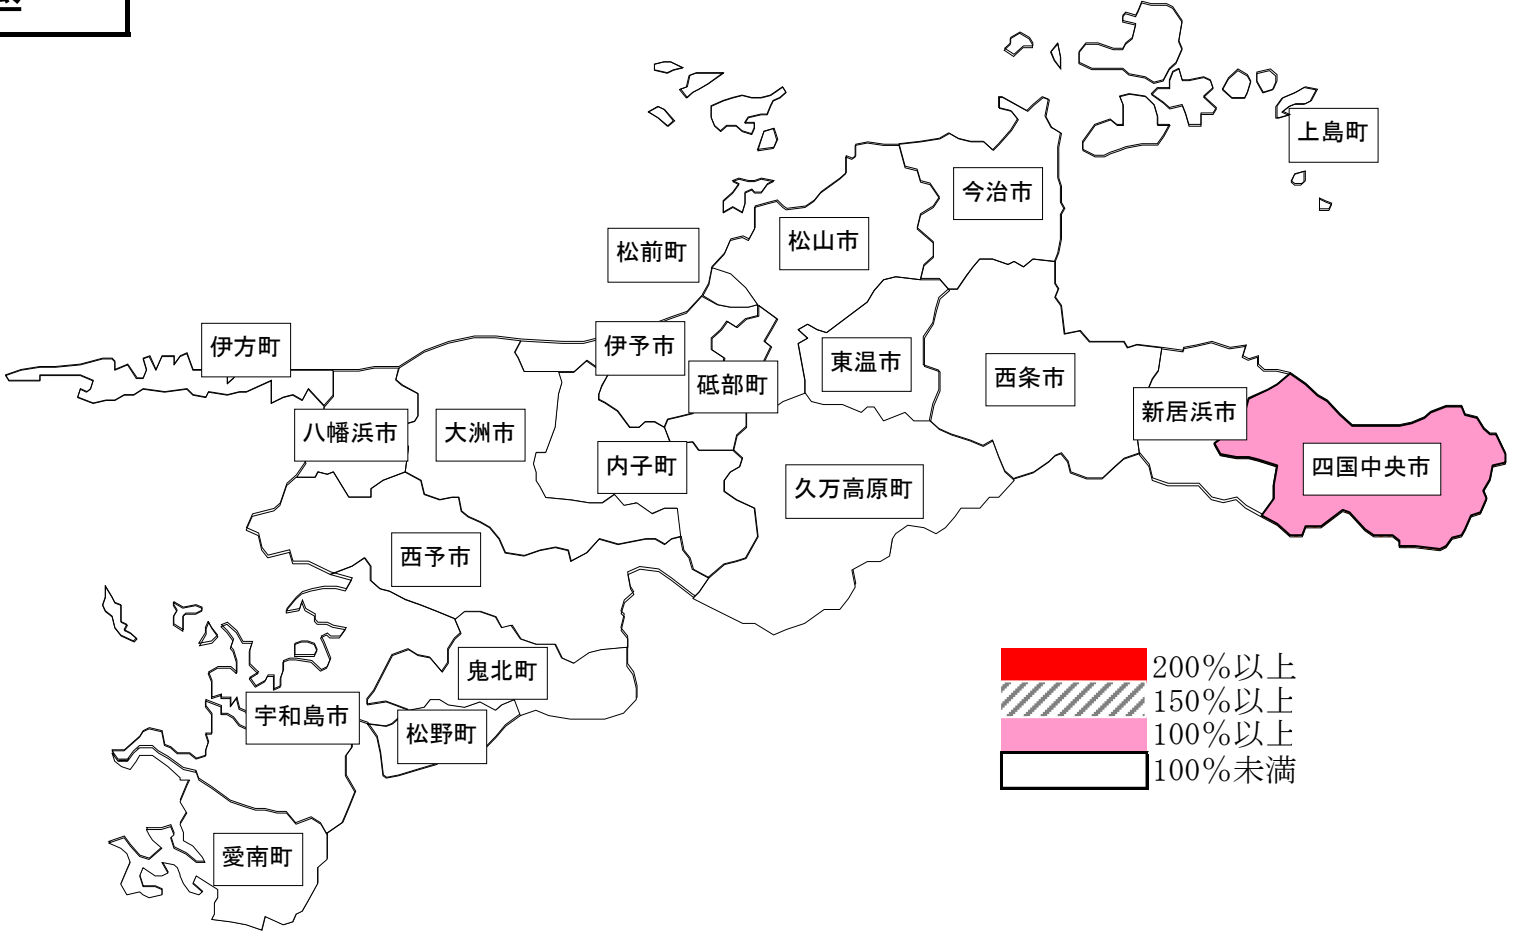 上島町
今治市
松山市
松前町
伊方町
伊予市
東温市
西条市
砥部町
新居浜市
八幡浜市
大洲市
内子町
四国中央市
久万高原町
西予市
鬼北町
宇和島市
松野町
愛南町
200%以上
150%以上
100%以上
100%未満